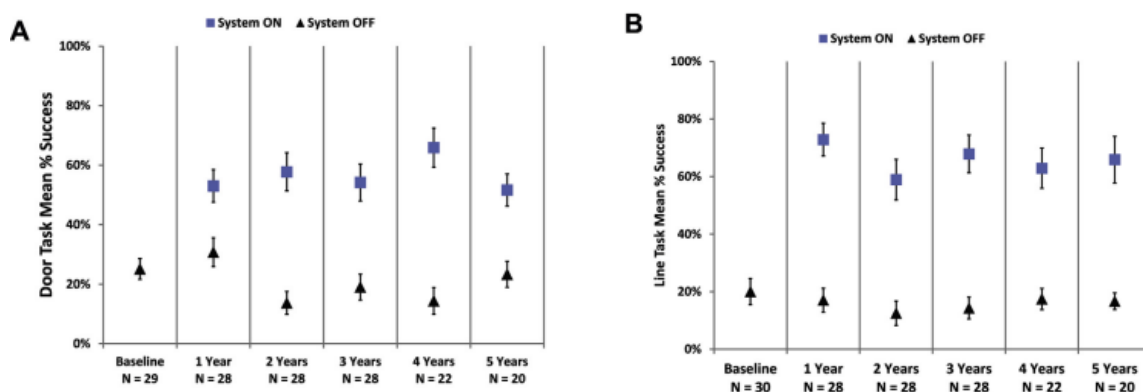 A
System ON System OFF
Door Task Mean % Success
100%
80%
60%
40%
20%
0%
Baseline 1 Year 2 Years 3 Years 4 Years 5 Years
N = 29 N = 28 N = 28 N = 28 N = 22 N = 20
B
System ON System OFF
Line Task Mean % Success
100%
80%
60%
40%
20%
0%
Baseline 1 Year 2 Years 3 Years 4 Years 5 Years
N = 30 N = 28 N = 28 N = 28 N = 22 N = 20